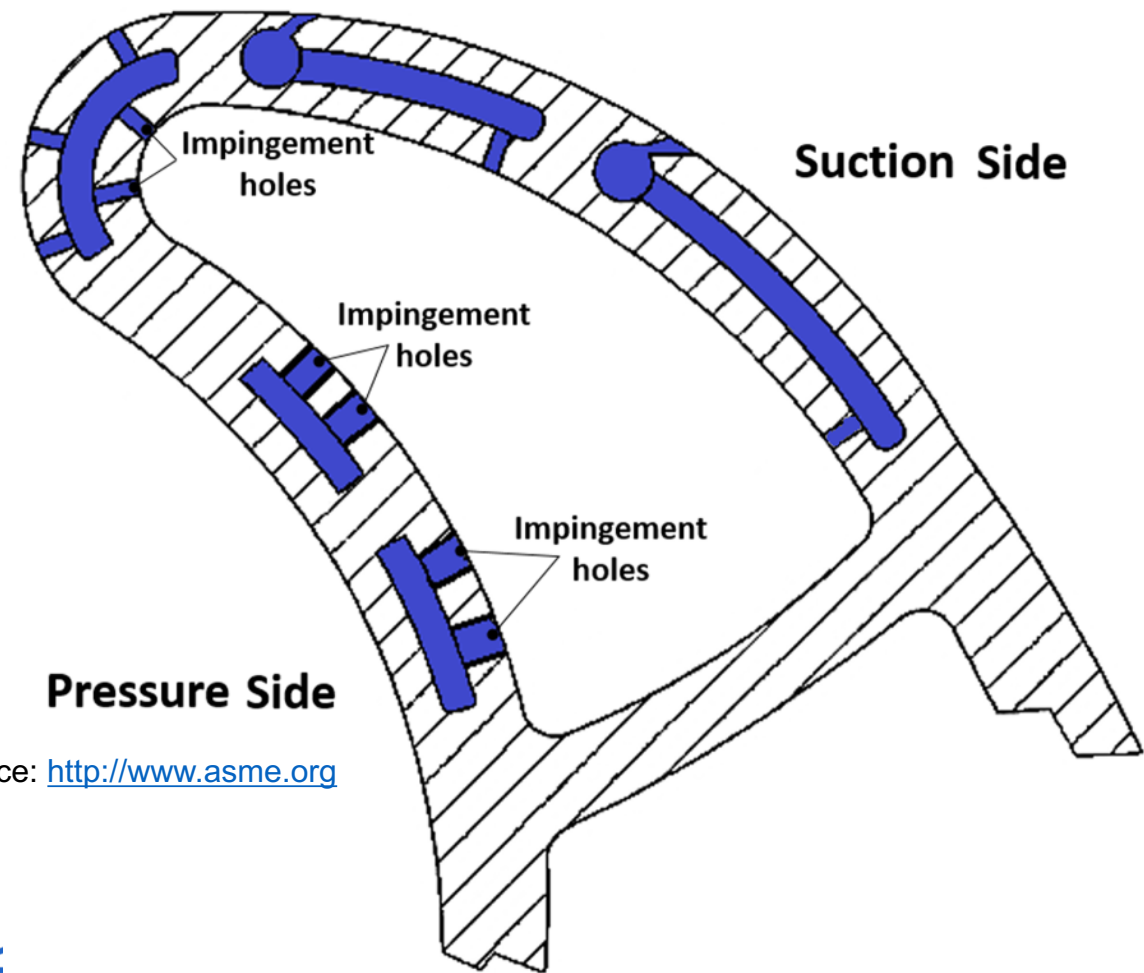 Impingement
holes
Suction Side
Impingement
holes
Impingement
holes
Pressure Side
ce: http://www.asme.org